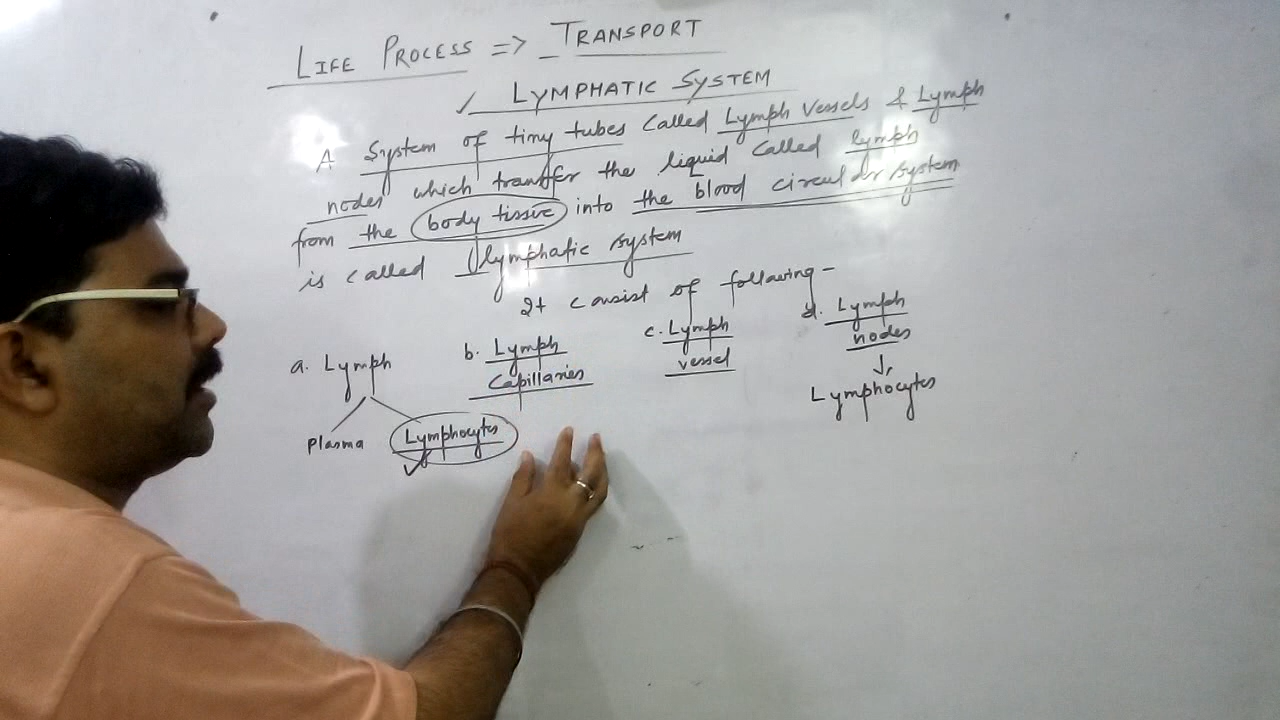 LIFE PROCESS => TRANSPORT
LYMPHATIC SYSTEM
A System of tiny tubes called Lymph vessels & Lymph
nodes which transfer the liquid called lymph
from the body tissue into the blood circular system
is called lymphatic system
It consist of following -
a. Lymph b. Lymph Capillaries c. Lymph vessel d. Lymph nodes
Plasma Lymphocytes Lymphocytes